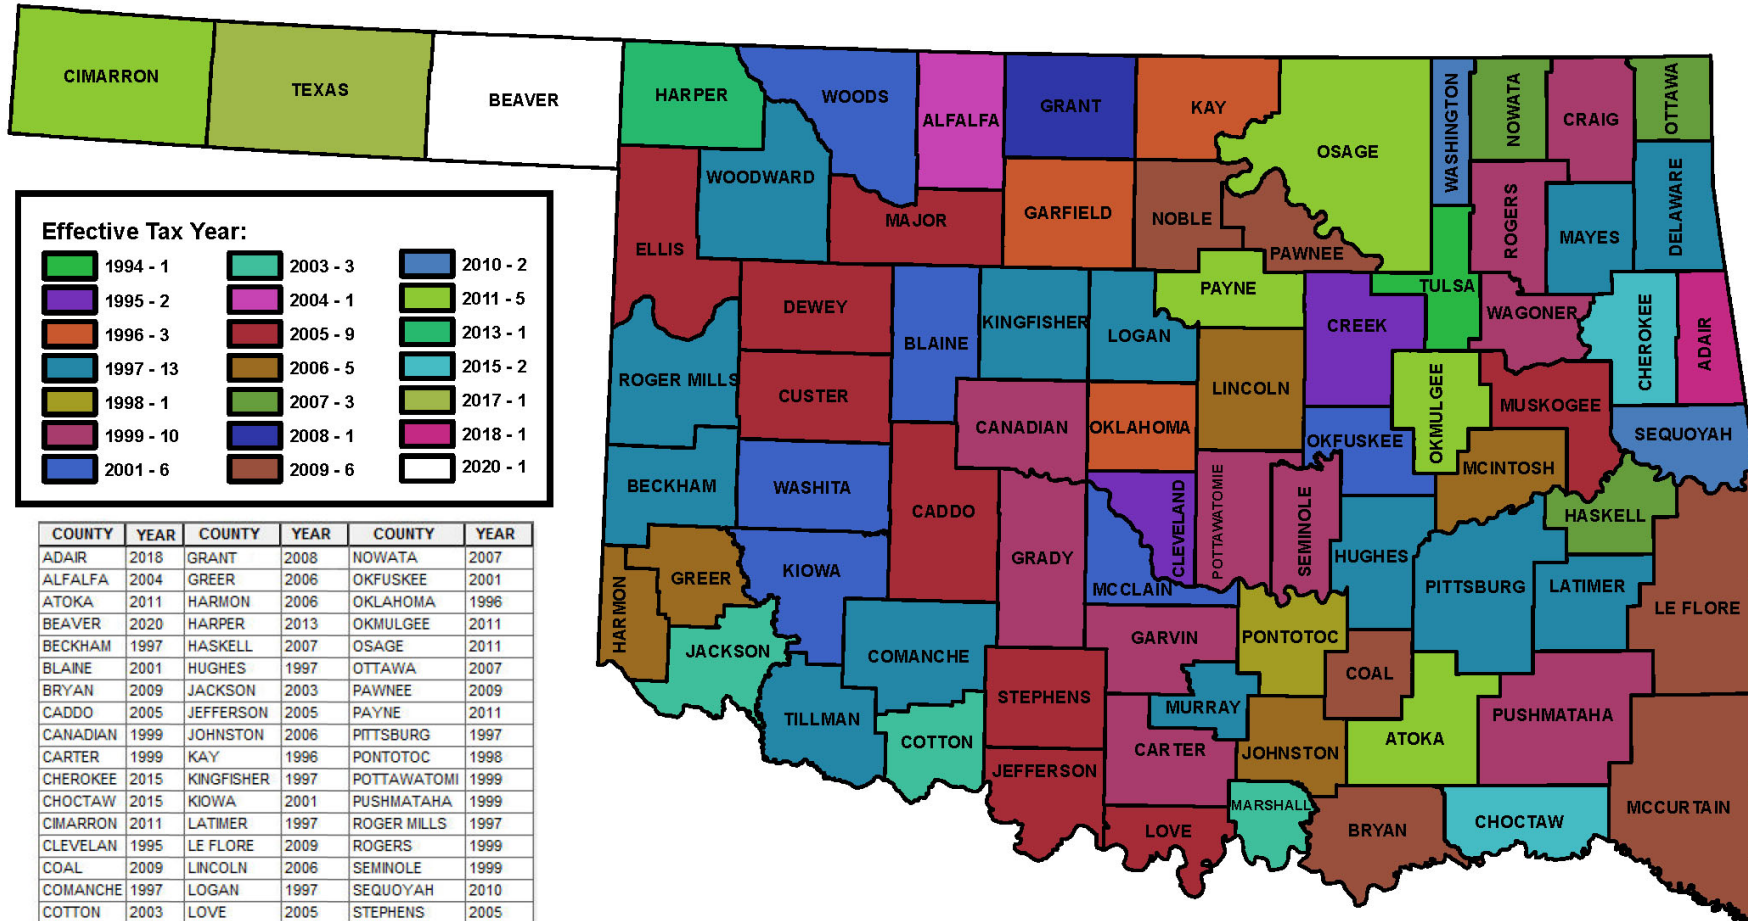 CIMARRON
TEXAS
BEAVER
HARPER
WOODS
ALFALFA
GRANT
KAY
OSAGE
WASHINGTON
NOWATA
CRAIG
OTTAWA
WOODWARD
ELLIS
MAJOR
GARFIELD
NOBLE
PAWNEE
ROGERS
MAYES
DELAWARE
DEWEY
BLAINE
KINGFISHER
LOGAN
PAYNE
CREEK
TULSA
WAGONER
CHEROKEE
ADAIR
ROGER MILLS
CUSTER
CANADIAN
OKLAHOMA
LINCOLN
OKFUSKEE
OKMULGEE
MUSKOGEE
MCINTOSH
SEQUOYAH
BECKHAM
WASHITA
CADDO
GRADY
CLEVELAND
MCCLAIN
POTTAWATOMIE
SEMINOLE
HUGHES
PITTSBURG
HASKELL
LATIMER
LE FLORE
HARMON
GREER
KIOWA
JACKSON
COMANCHE
TILLMAN
COTTON
STEPHENS
JEFFERSON
GARVIN
MURRAY
CARTER
LOVE
PONTOTOC
COAL
JOHNSTON
MARSHALL
ATOKA
PUSHMATAHA
BRYAN
CHOCTAW
MCCURTAIN
Effective Tax Year:
1994 - 1 2003 - 3 2010 - 2
1995 - 2 2004 - 1 2011 - 5
1996 - 3 2005 - 9 2013 - 1
1997 - 13 2006 - 5 2015 - 2
1998 - 1 2007 - 3 2017 - 1
1999 - 10 2008 - 1 2018 - 1
2001 - 6 2009 - 6 2020 - 1
COUNTY YEAR COUNTY YEAR COUNTY YEAR
ADAIR 2018 GRANT 2008 NOWATA 2007
ALFALFA 2004 GREER 2006 OKFUSKEE 2001
ATOKA 2011 HARMON 2006 OKLAHOMA 1996
BEAVER 2020 HARPER 2013 OKMULGEE 2011
BECKHAM 1997 HASKELL 2007 OSAGE 2011
BLAINE 2001 HUGHES 1997 OTTAWA 2007
BRYAN 2009 JACKSON 2003 PAWNEE 2009
CADDO 2005 JEFFERSON 2005 PAYNE 2011
CANADIAN 1999 JOHNSTON 2006 PITTSBURG 1997
CARTER 1999 KAY 1996 PONTOTOC 1998
CHEROKEE 2015 KINGFISHER 1997 POTTAWATOMI 1999
CHOCTAW 2015 KIOWA 2001 PUSHMATAHA 1999
CIMARRON 2011 LATIMER 1997 ROGER MILLS 1997
CLEVELAN 1995 LE FLORE 2009 ROGERS 1999
COAL 2009 LINCOLN 2006 SEMINOLE 1999
COMANCHE 1997 LOGAN 1997 SEQUOYAH 2010
COTTON 2003 LOVE 2005 STEPHENS 2005